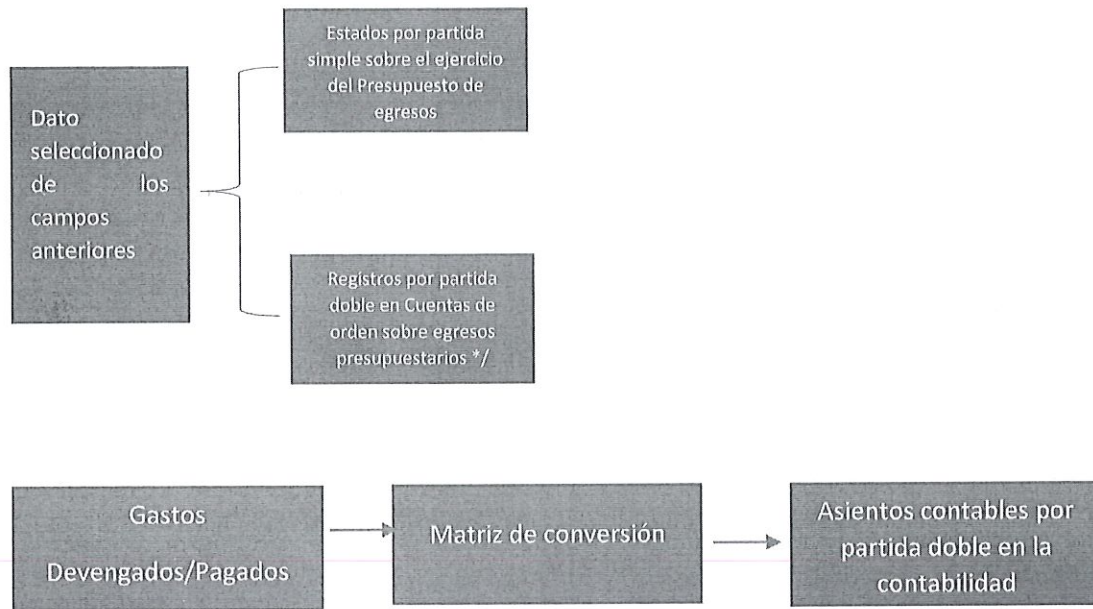 Dato
seleccionado
de los
campos
anteriores
Estados por partida
simple sobre el ejercicio
del Presupuesto de
egresos
Registros por partida
doble en Cuentas de
orden sobre egresos
presupuestarios */
Gastos
Devengados/Pagados
Matriz de conversión
Asientos contables por
partida doble en la
contabilidad